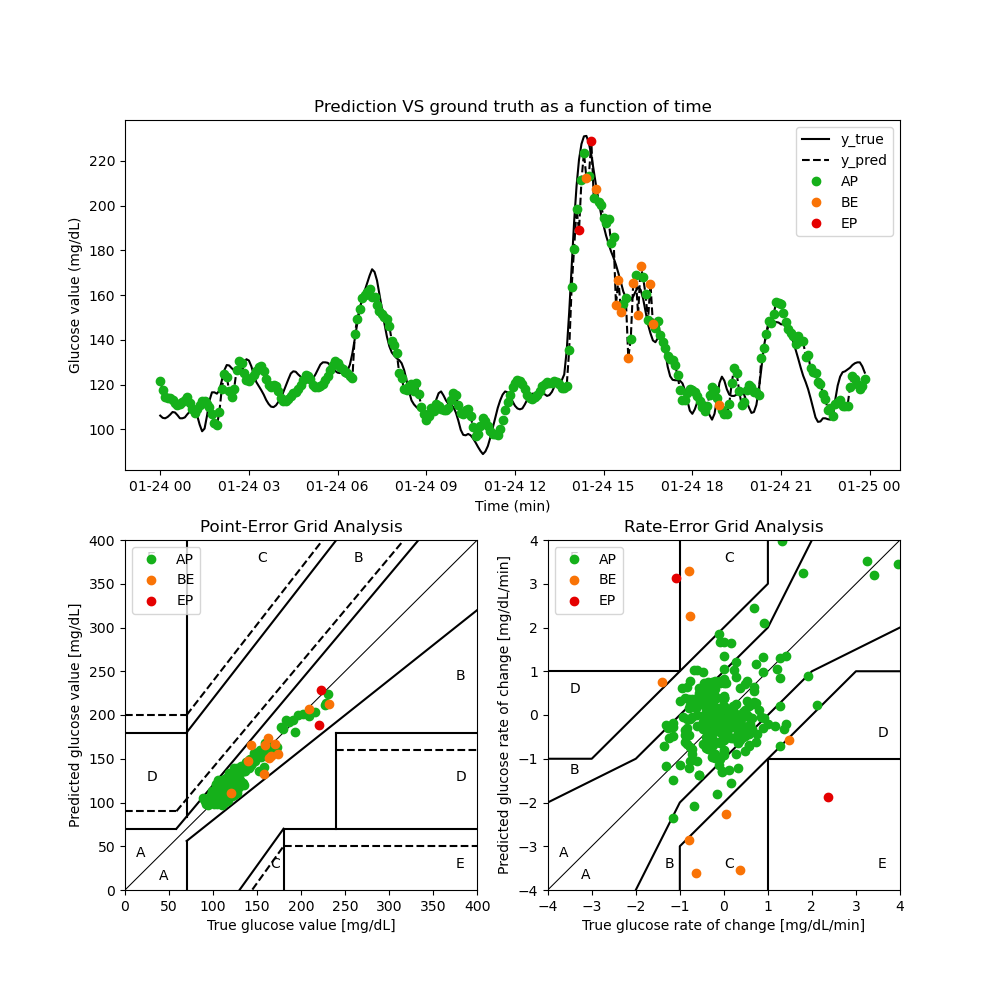 Prediction VS ground truth as a function of time
Glucose value (mg/dL)
220
200
180
160
140
120
100
y_true
y_pred
AP
BE
EP
01-24 00 01-24 03 01-24 06 01-24 09 01-24 12 01-24 15 01-24 18 01-24 21 01-25 00
Time (min)
Point-Error Grid Analysis
Predicted glucose value [mg/dL]
400
350
300
250
200
150
100
50
0
AP
BE
EP
C
B
B
D
D
A
A
C
E
0 50 100 150 200 250 300 350 400
True glucose value [mg/dL]
Rate-Error Grid Analysis
Predicted glucose rate of change [mg/dL/min]
4
3
2
1
0
−1
−2
−3
−4
AP
BE
EP
C
D
D
B
A
A
B
C
E
−4 −3 −2 −1 0 1 2 3 4
True glucose rate of change [mg/dL/min]